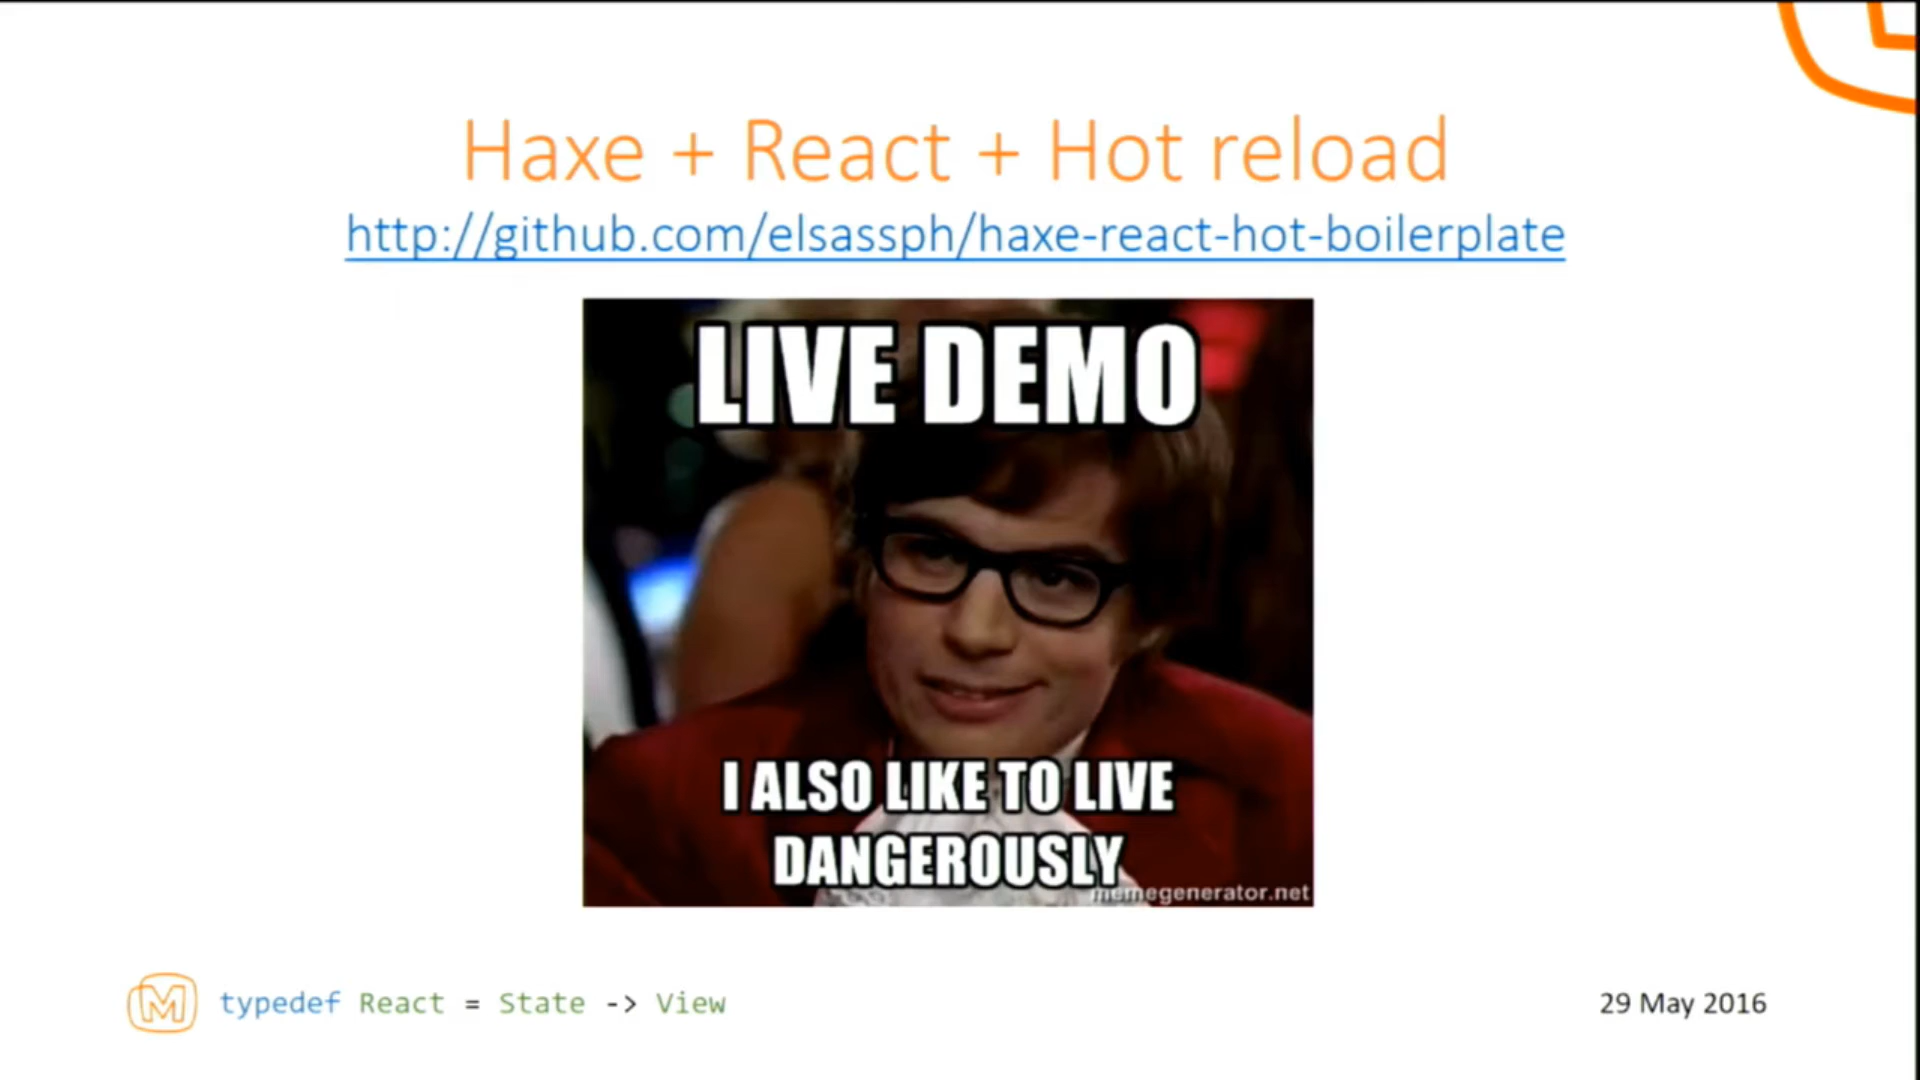 Haxe + React + Hot reload
http://github.com/elsassph/haxe-react-hot-boilerplate
LIVE DEMO
I ALSO LIKE TO LIVE
DANGEROUSLY
memegenerator.net
M typedef React = State -> View
29 May 2016